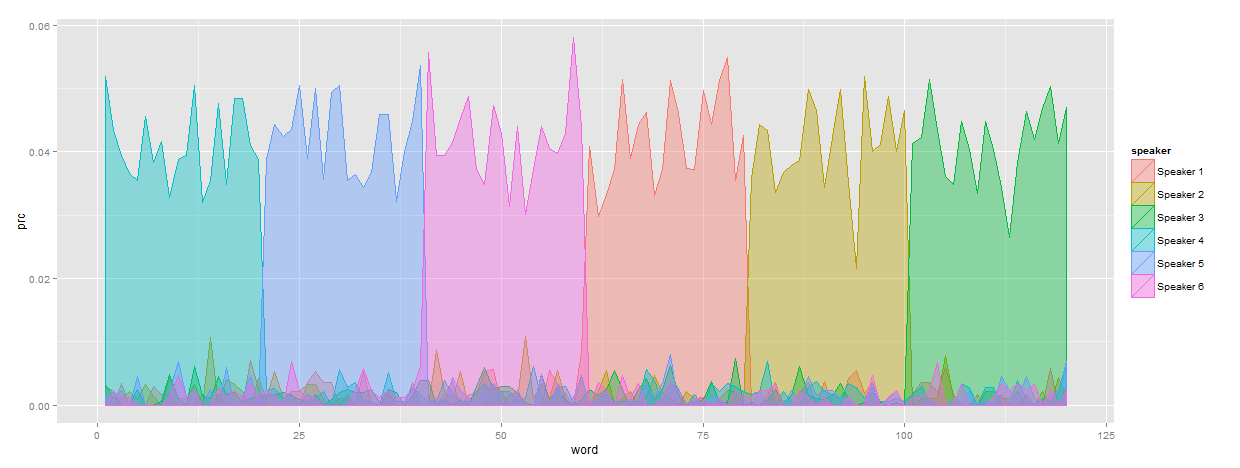 0.06
0.04
0.02
0.00
prc
0
25
50
75
100
125
word
speaker
Speaker 1
Speaker 2
Speaker 3
Speaker 4
Speaker 5
Speaker 6